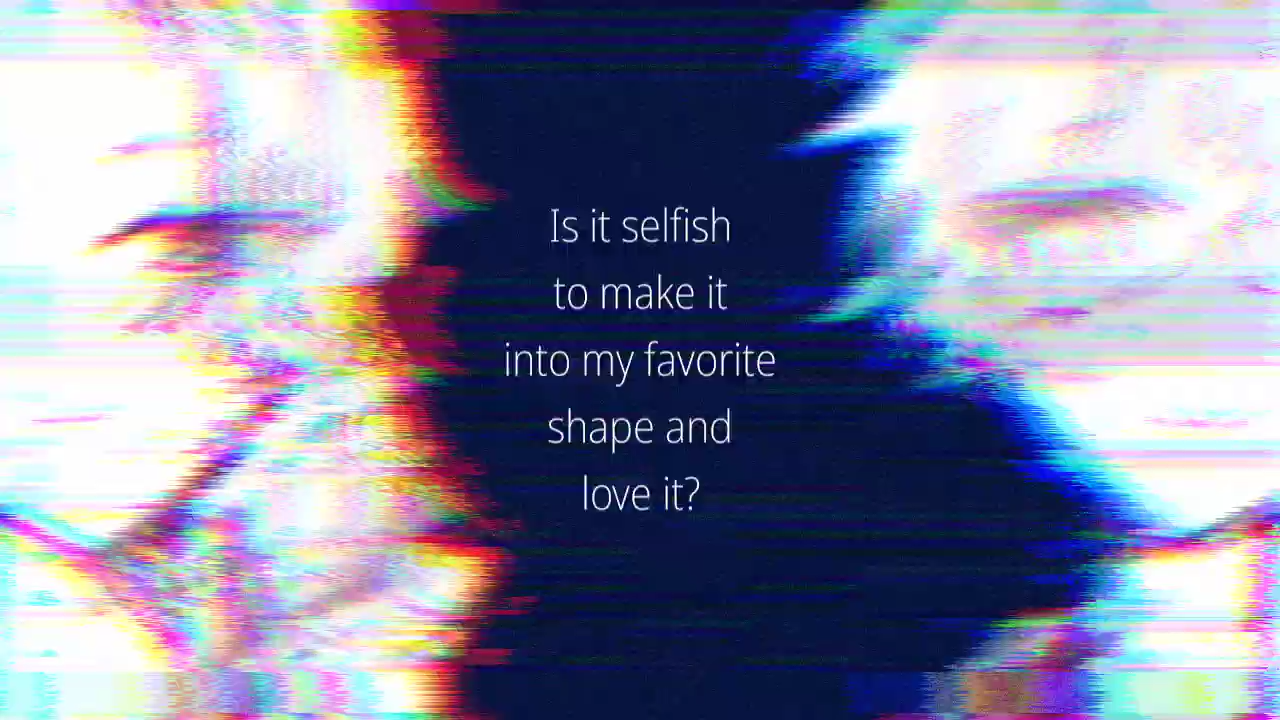 Is it selfish
to make it
into my favorite
shape and
love it?